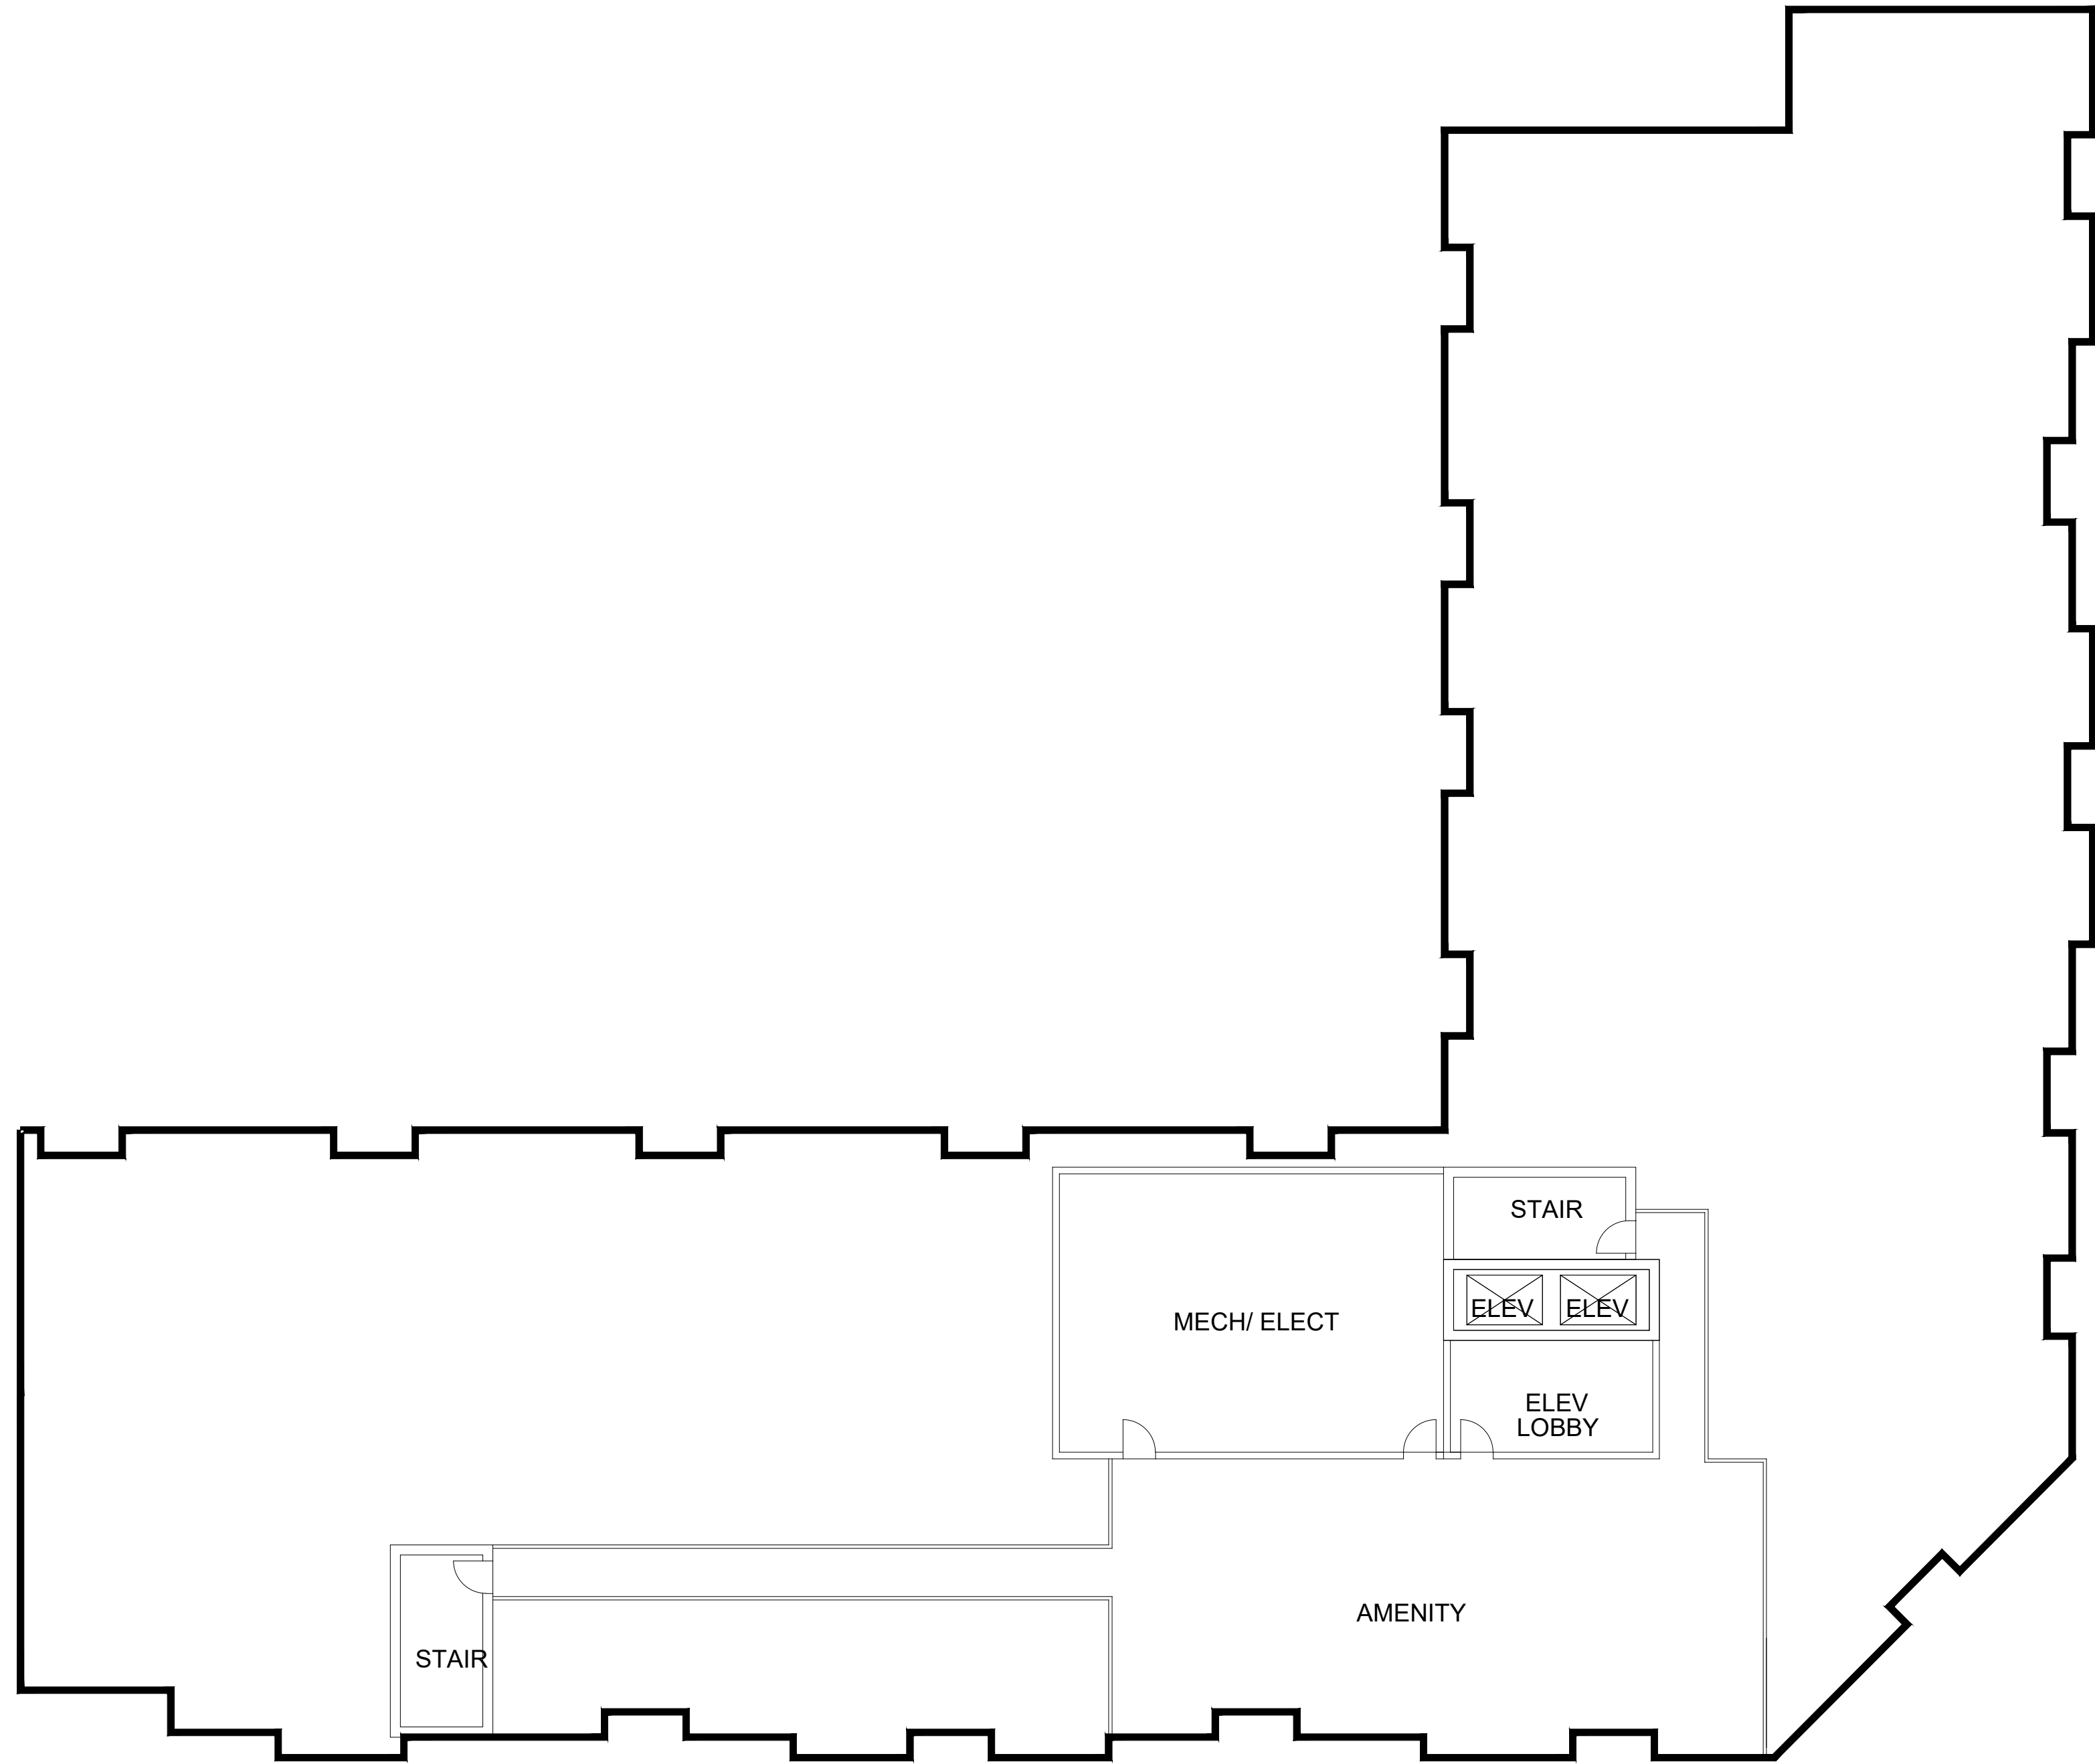 STAIR
ELEV
ELEV
MECH/ ELECT
ELEV
LOBBY
AMENITY
STAIR